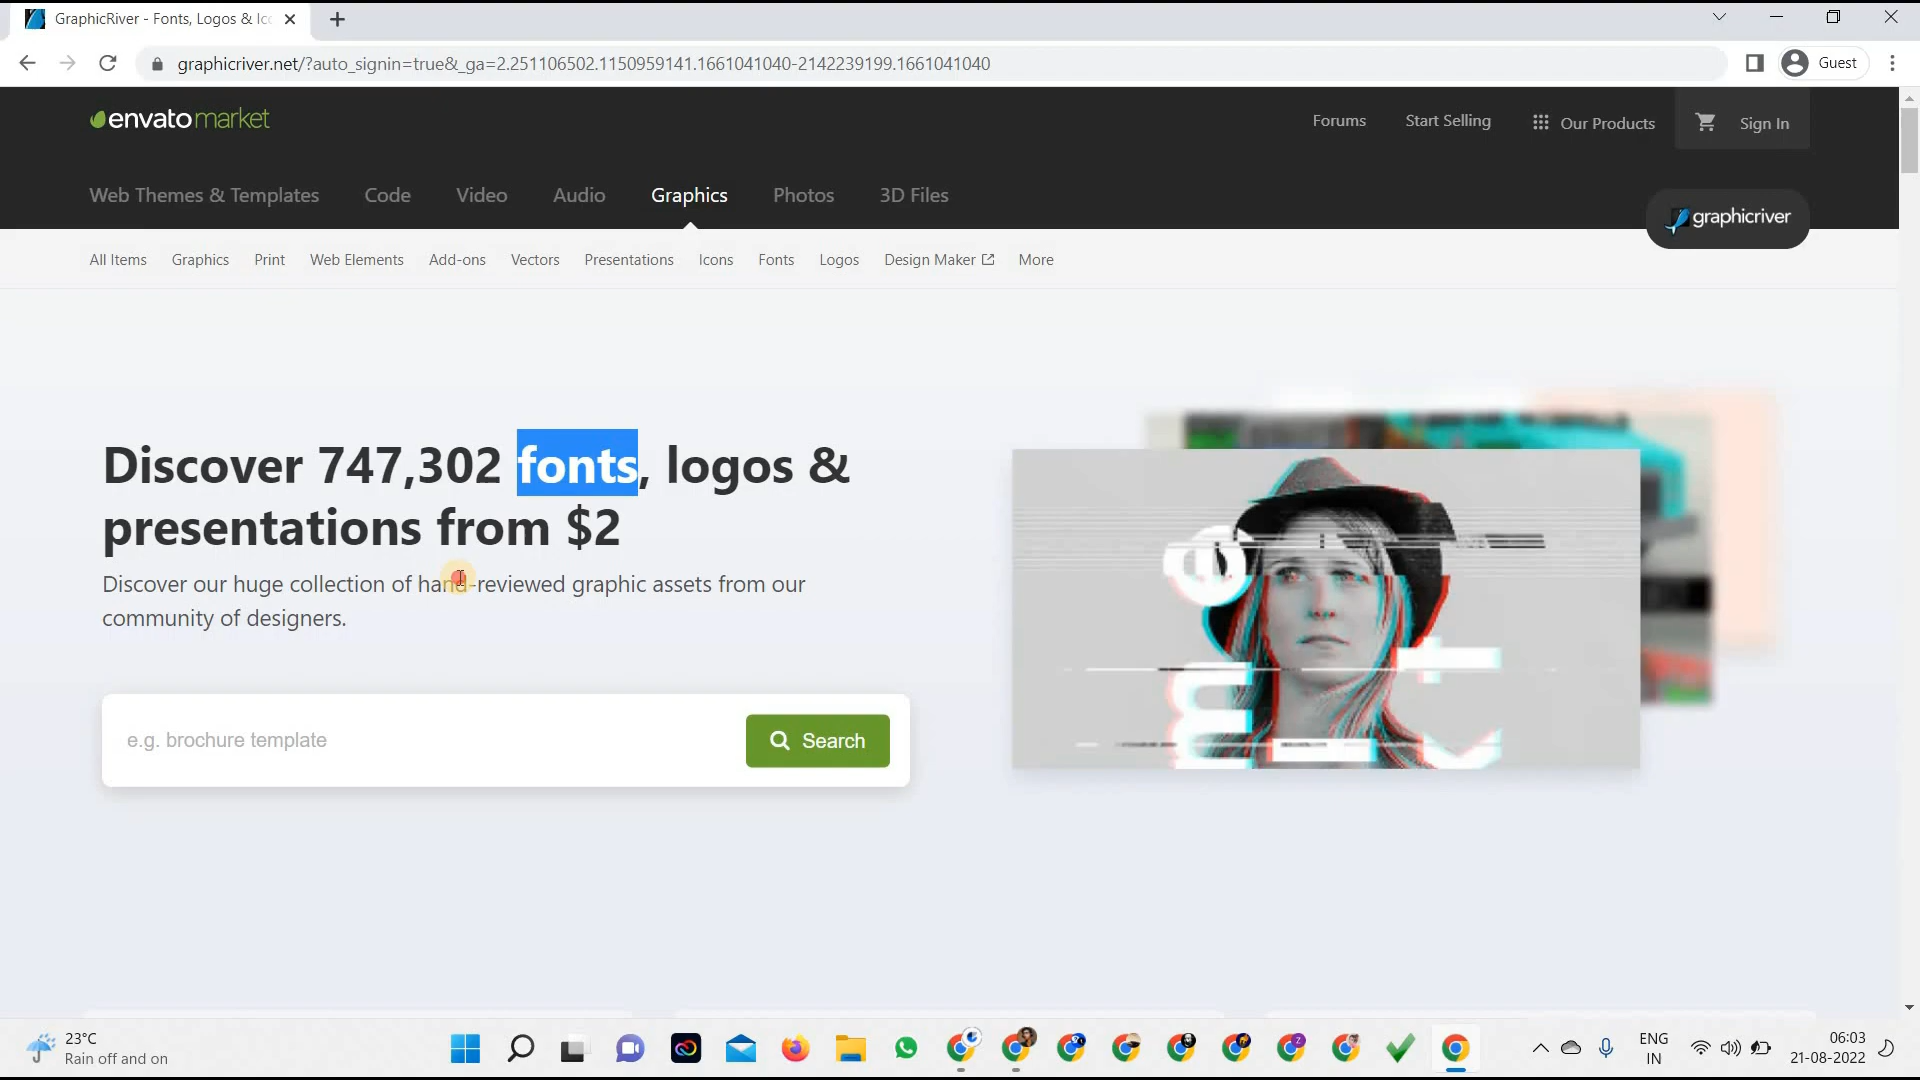 GraphicRiver - Fonts, Logos & Ic
graphicriver.net/?auto_signin=true&_ga=2.251106502.1150959141.1661041040-2142239199.1661041040
Guest
envato market
Forums
Start Selling
Our Products
Sign In
Web Themes & Templates
Code
Video
Audio
Graphics
Photos
3D Files
graphicriver
All Items
Graphics
Print
Web Elements
Add-ons
Vectors
Presentations
Icons
Fonts
Logos
Design Maker
More
Discover 747,302 fonts, logos &
presentations from $2
Discover our huge collection of hand-reviewed graphic assets from our
community of designers.
e.g. brochure template
Search
23°C
Rain off and on
ENG
IN
06:03
21-08-2022